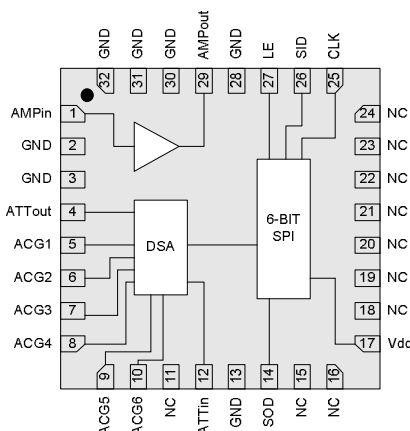 GND
GND
GND
AMPout
GND
LE
SID
CLK
32
31
30
29
28
27
26
25
AMPin 1
GND 2
GND 3
ATTout 4
ACG1 5
ACG2 6
ACG3 7
ACG4 8
DSA
6-BIT
SPI
24 NC
23 NC
22 NC
21 NC
20 NC
19 NC
18 NC
17 Vdd
9
10
11
12
13
14
15
16
ACG5
ACG6
NC
ATTin
GND
SOD
NC
NC